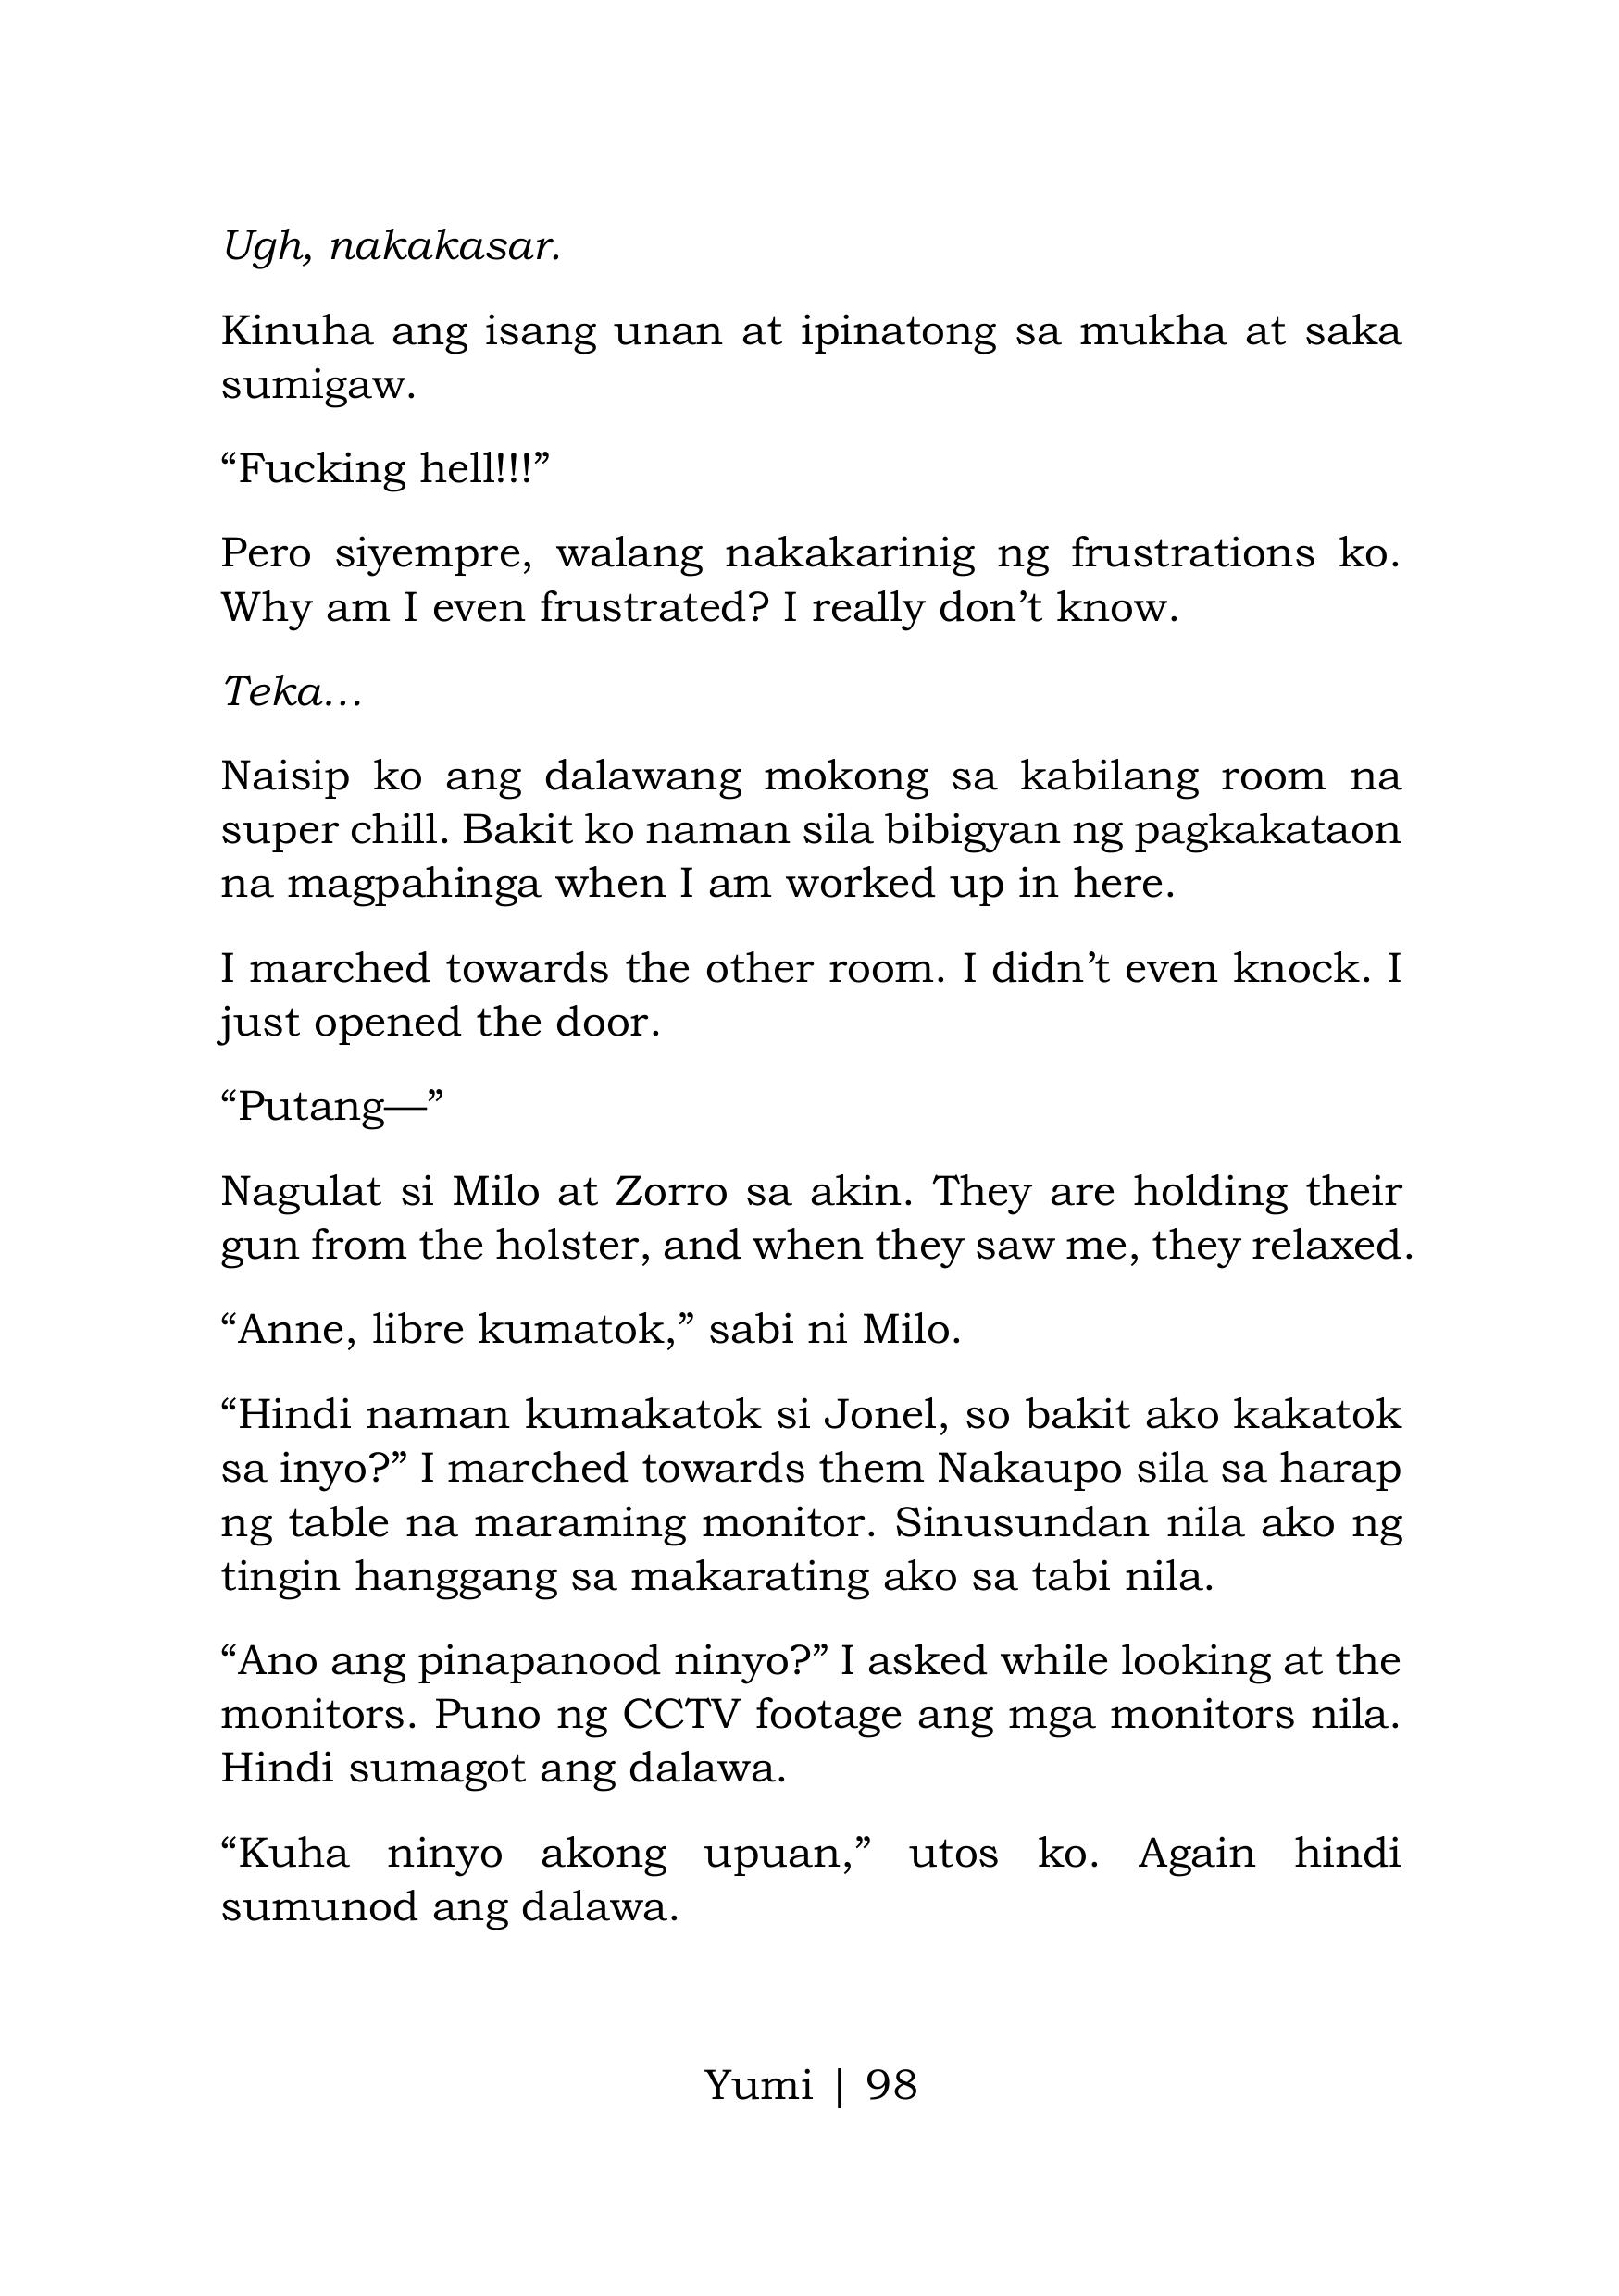 Ugh, nakakasar.
Kinuha ang isang unan at ipinatong sa mukha at saka
sumigaw.
“Fucking hell!!!”
Pero siyempre, walang nakakarinig ng frustrations ko.
Why am I even frustrated? I really don’t know.
Teka…
Naisip ko ang dalawang mokong sa kabilang room na
super chill. Bakit ko naman sila bibigyan ng pagkakataon
na magpahinga when I am worked up in here.
I marched towards the other room. I didn’t even knock. I
just opened the door.
“Putang—”
Nagulat si Milo at Zorro sa akin. They are holding their
gun from the holster, and when they saw me, they relaxed.
“Anne, libre kumatok,” sabi ni Milo.
“Hindi naman kumakatok si Jonel, so bakit ako kakatok
sa inyo?” I marched towards them Nakaupo sila sa harap
ng table na maraming monitor. Sinusundan nila ako ng
tingin hanggang sa makarating ako sa tabi nila.
“Ano ang pinapanood ninyo?” I asked while looking at the
monitors. Puno ng CCTV footage ang mga monitors nila.
Hindi sumagot ang dalawa.
“Kuha ninyo akong upuan,” utos ko. Again hindi
sumunod ang dalawa.
Yumi | 98